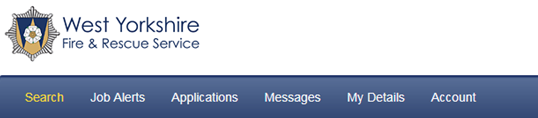 West Yorkshire
Fire & Rescue Service
Search Job Alerts Applications Messages My Details Account